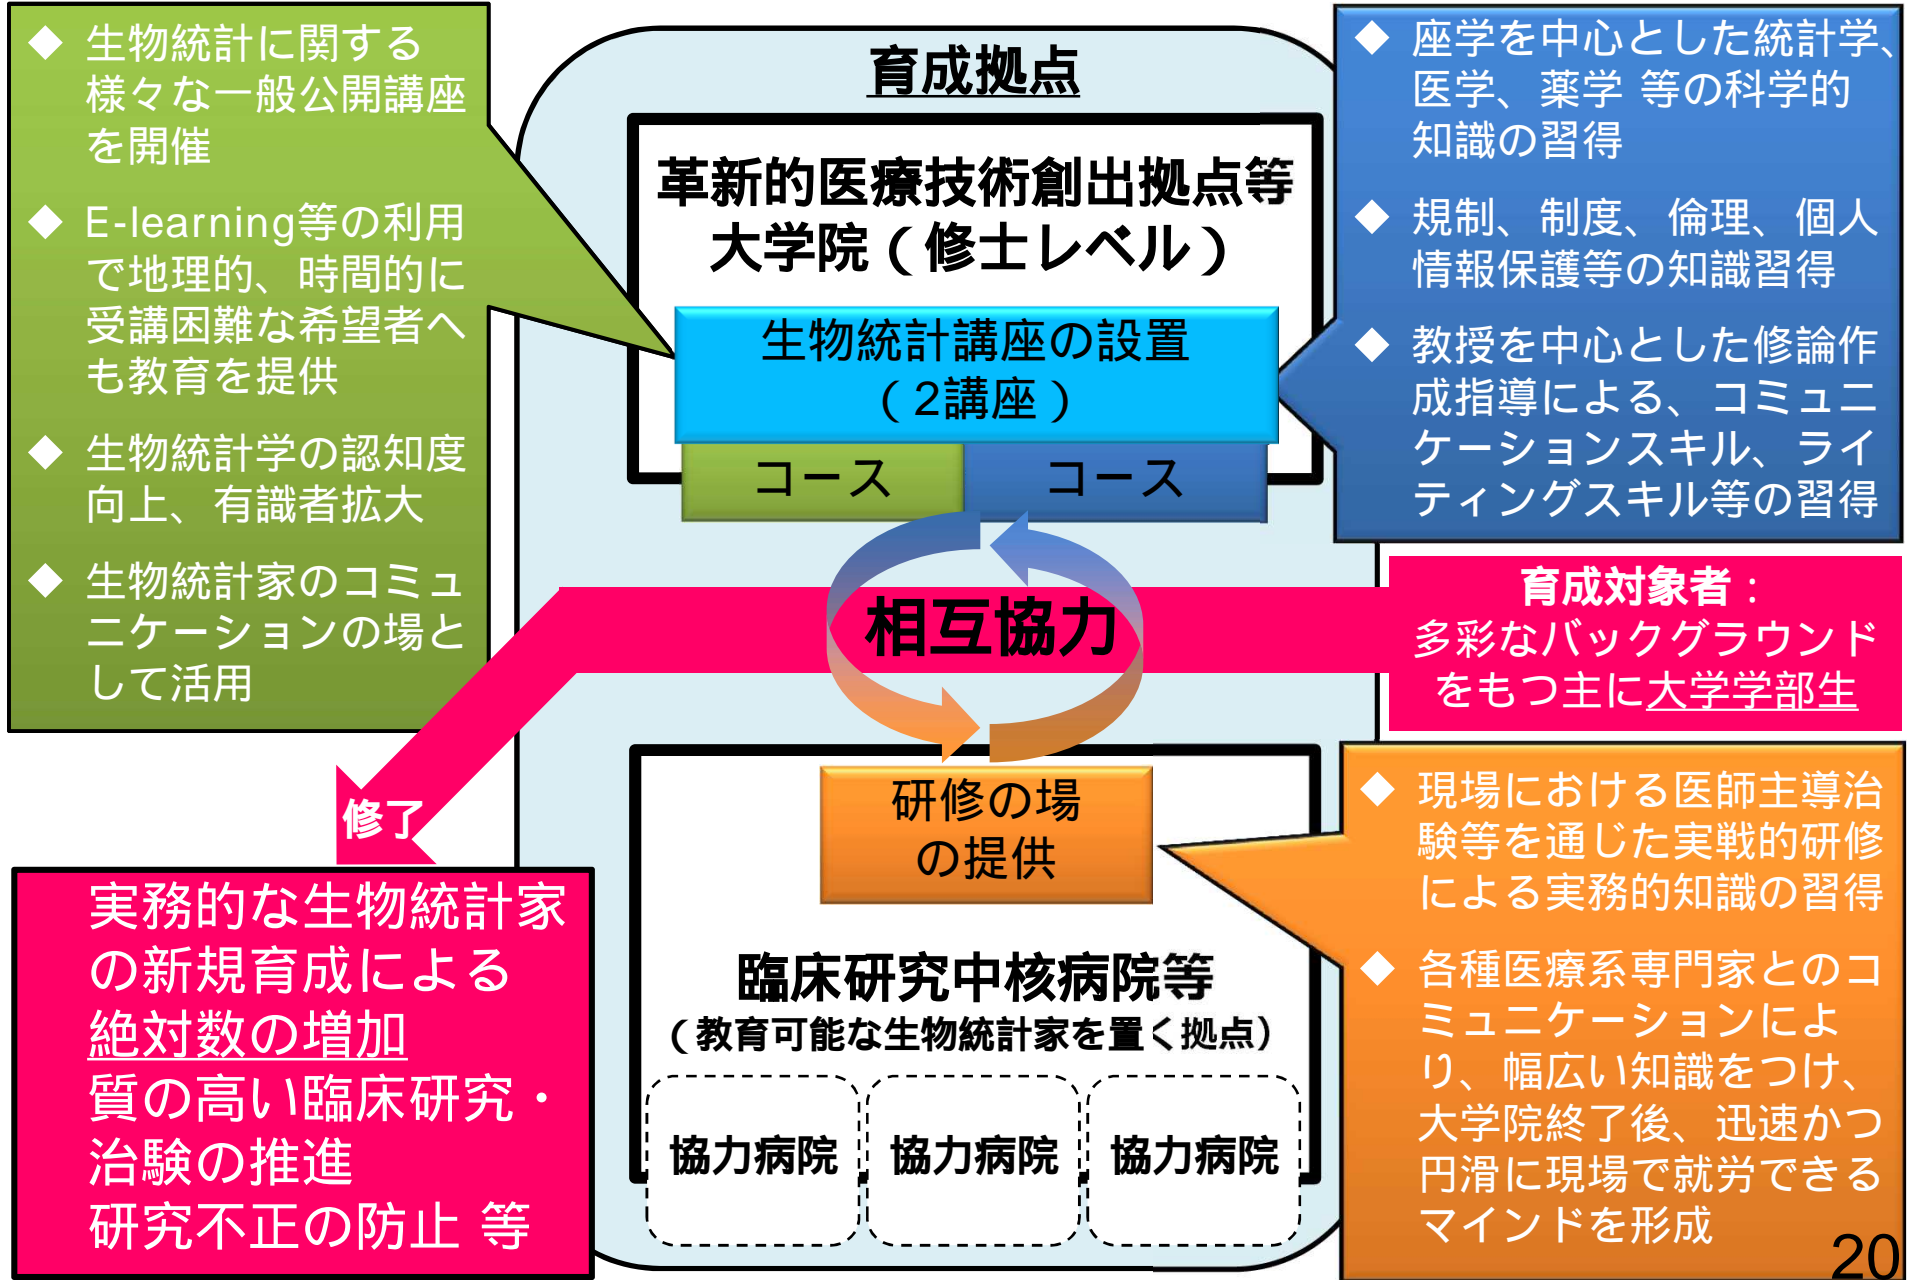 ◆ 生物統計に関する
様々な一般公開講座
を開催
◆ E-learning等の利用
で地理的、時間的に
受講困難な希望者へ
も教育を提供
◆ 生物統計学の認知度
向上、有識者拡大
◆ 生物統計家のコミュ
ニケーションの場と
して活用
育成拠点
革新的医療技術創出拠点等
大学院(修士レベル)
生物統計講座の設置
(2講座)
コース
コース
◆ 座学を中心とした統計学、
医学、薬学 等の科学的
知識の習得
◆ 規制、制度、倫理、個人
情報保護等の知識習得
◆ 教授を中心とした修論作
成指導による、コミュニ
ケーションスキル、ライ
ティングスキル等の習得
相互協力
育成対象者:
多彩なバックグラウンド
をもつ主に大学学部生
修了
実務的な生物統計家
の新規育成による
絶対数の増加
質の高い臨床研究・
治験の推進
研究不正の防止 等
研修の場
の提供
臨床研究中核病院等
(教育可能な生物統計家を置く拠点)
協力病院
協力病院
協力病院
◆ 現場における医師主導治
験等を通じた実戦的研修
による実務的知識の習得
◆ 各種医療系専門家とのコ
ミュニケーションによ
り、幅広い知識をつけ、
大学院終了後、迅速かつ
円滑に現場で就労できる
マインドを形成
20